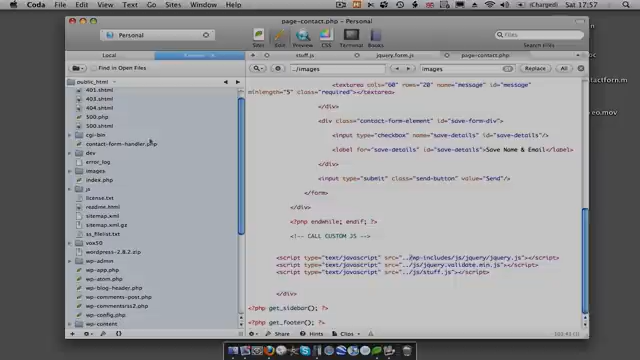 Coda File Edit View Text Sites Window Help (Charged) Sat 17:57
page-contact.php – Personal
Personal
Sites Edit Preview CSS Terminal Books
Search
Local
stuff.js jquery.form.js page-contact.php
Find in Open Files
../images images Replace All
public_html
401.shtml
403.shtml
404.shtml
500.php
500.shtml
cgi-bin
contact-form-handler.php
dev
error_log
images
index.php
js
license.txt
readme.html
sitemap.xml
sitemap.xml.gz
ss_filelist.txt
vox50
wordpress-2.8.2.zip
wp-admin
wp-app.php
wp-atom.php
wp-blog-header.php
wp-comments-post.php
wp-commentsrss2.php
wp-config.php
wp-content
<textarea cols="60" rows="20" name="message" id="message"
minlength="5" class="required"></textarea>
</div>
<div class="contact-form-element" id="save-form-div">
<input type="checkbox" name="save-details" id="save-details">
<label for="save-details" id="save-details">Save Name & Email</label>
</div>
<input type="submit" class="send-button" value="Send">
</form>
</div>
<?php endwhile; endif; ?>
<!-- CALL CUSTOM JS -->
<script type="text/javascript" src="../wp-includes/js/jquery/jquery.js">
<script type="text/javascript" src="../js/jquery.validate.min.js"></script>
<script type="text/javascript" src="../js/stuff.js"></script>
</div>
<?php get_sidebar(); ?>
<?php get_footer(); ?>
Share Hints Clips